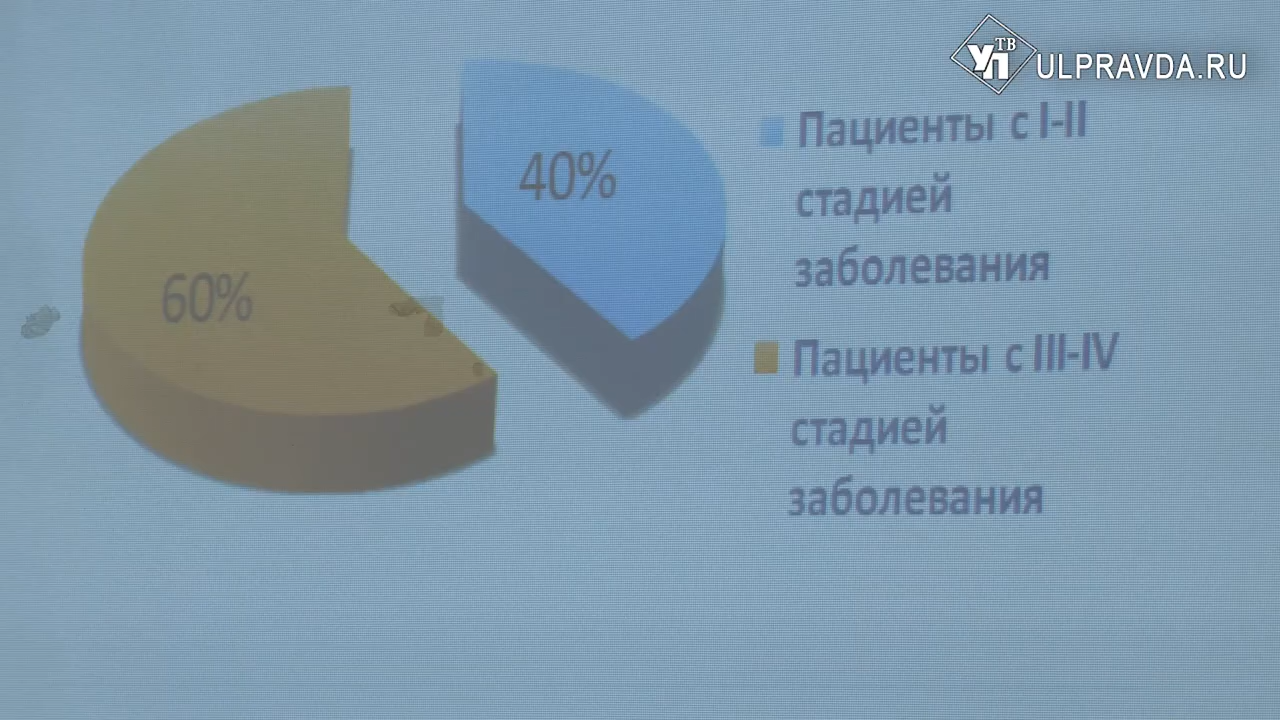 УП ТВ
ULPRAVDA.RU
40%
60%
Пациенты с I-II
стадией
заболевания
Пациенты с III-IV
стадией
заболевания